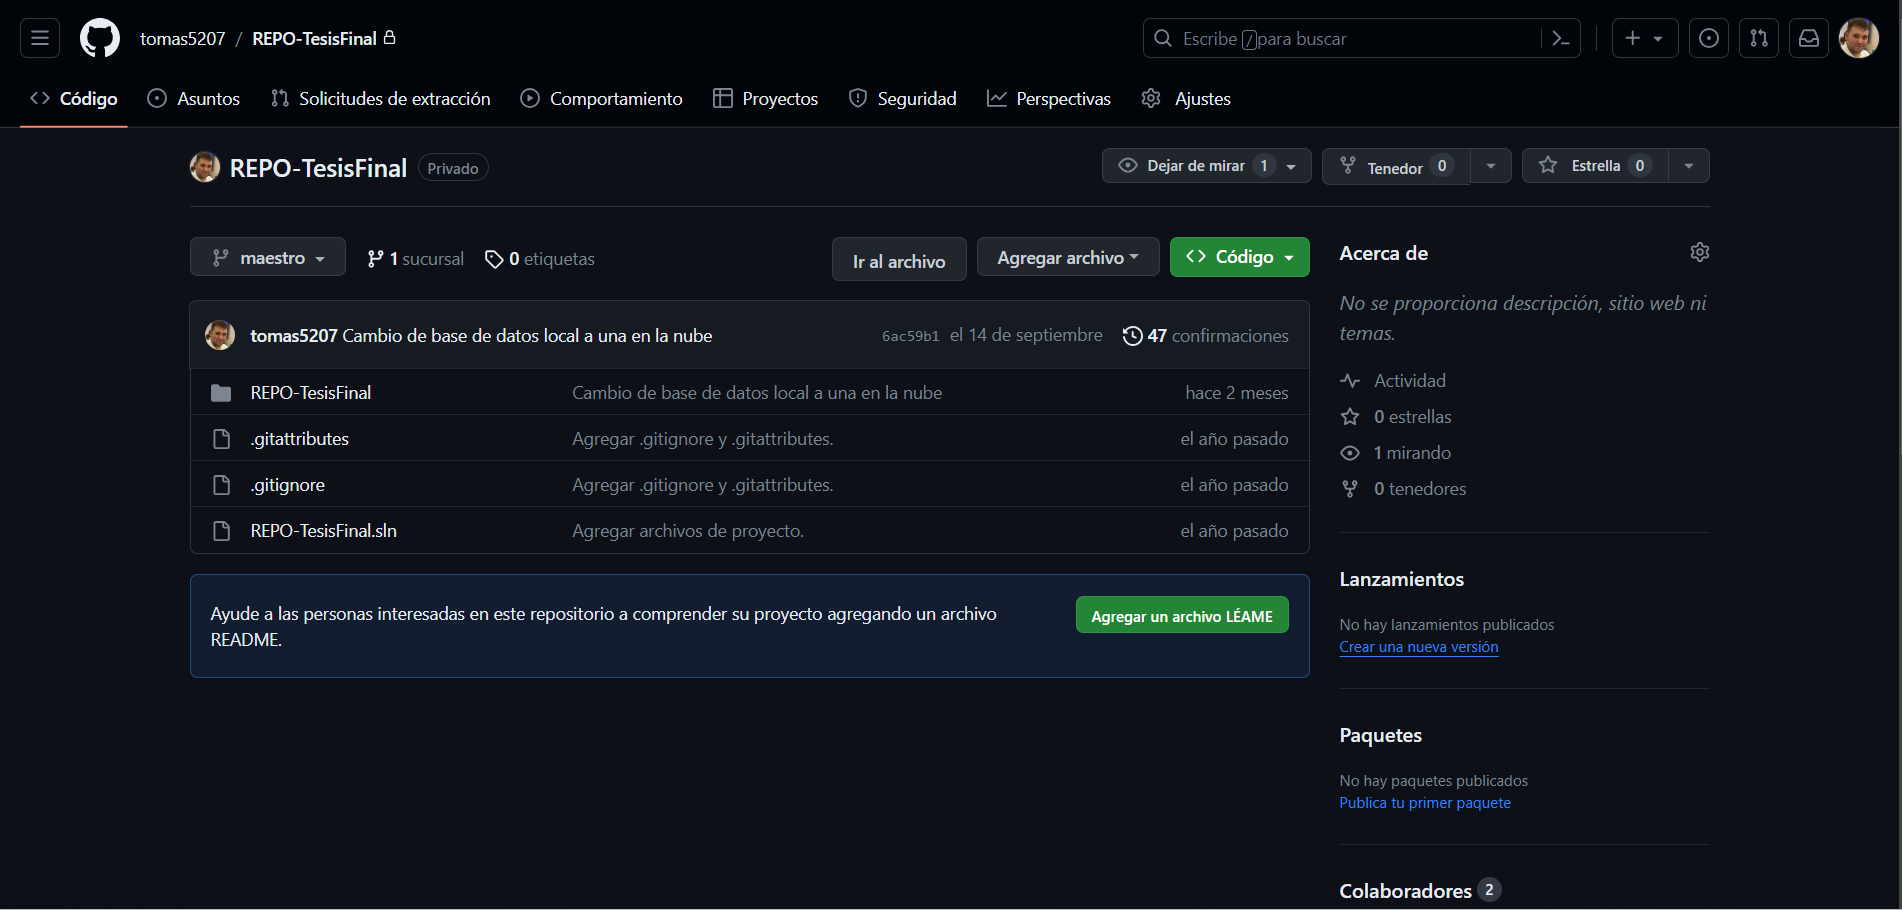 tomas5207 / REPO-TesisFinal
Escribe / para buscar
Código Asuntos Solicitudes de extracción Comportamiento Proyectos Seguridad Perspectivas Ajustes
REPO-TesisFinal Privado
Dejar de mirar 1
Tenedor 0
Estrella 0
maestro
1 sucursal
0 etiquetas
Ir al archivo
Agregar archivo
Código
tomas5207 Cambio de base de datos local a una en la nube 6ac59b1 el 14 de septiembre 47 confirmaciones
REPO-TesisFinal Cambio de base de datos local a una en la nube hace 2 meses
.gitattributes Agregar .gitignore y .gitattributes. el año pasado
.gitignore Agregar .gitignore y .gitattributes. el año pasado
REPO-TesisFinal.sln Agregar archivos de proyecto. el año pasado
Ayude a las personas interesadas en este repositorio a comprender su proyecto agregando un archivo
README.
Agregar un archivo LÉAME
Acerca de
No se proporciona descripción, sitio web ni
temas.
Actividad
0 estrellas
1 mirando
0 tenedores
Lanzamientos
No hay lanzamientos publicados
Crear una nueva versión
Paquetes
No hay paquetes publicados
Publica tu primer paquete
Colaboradores 2